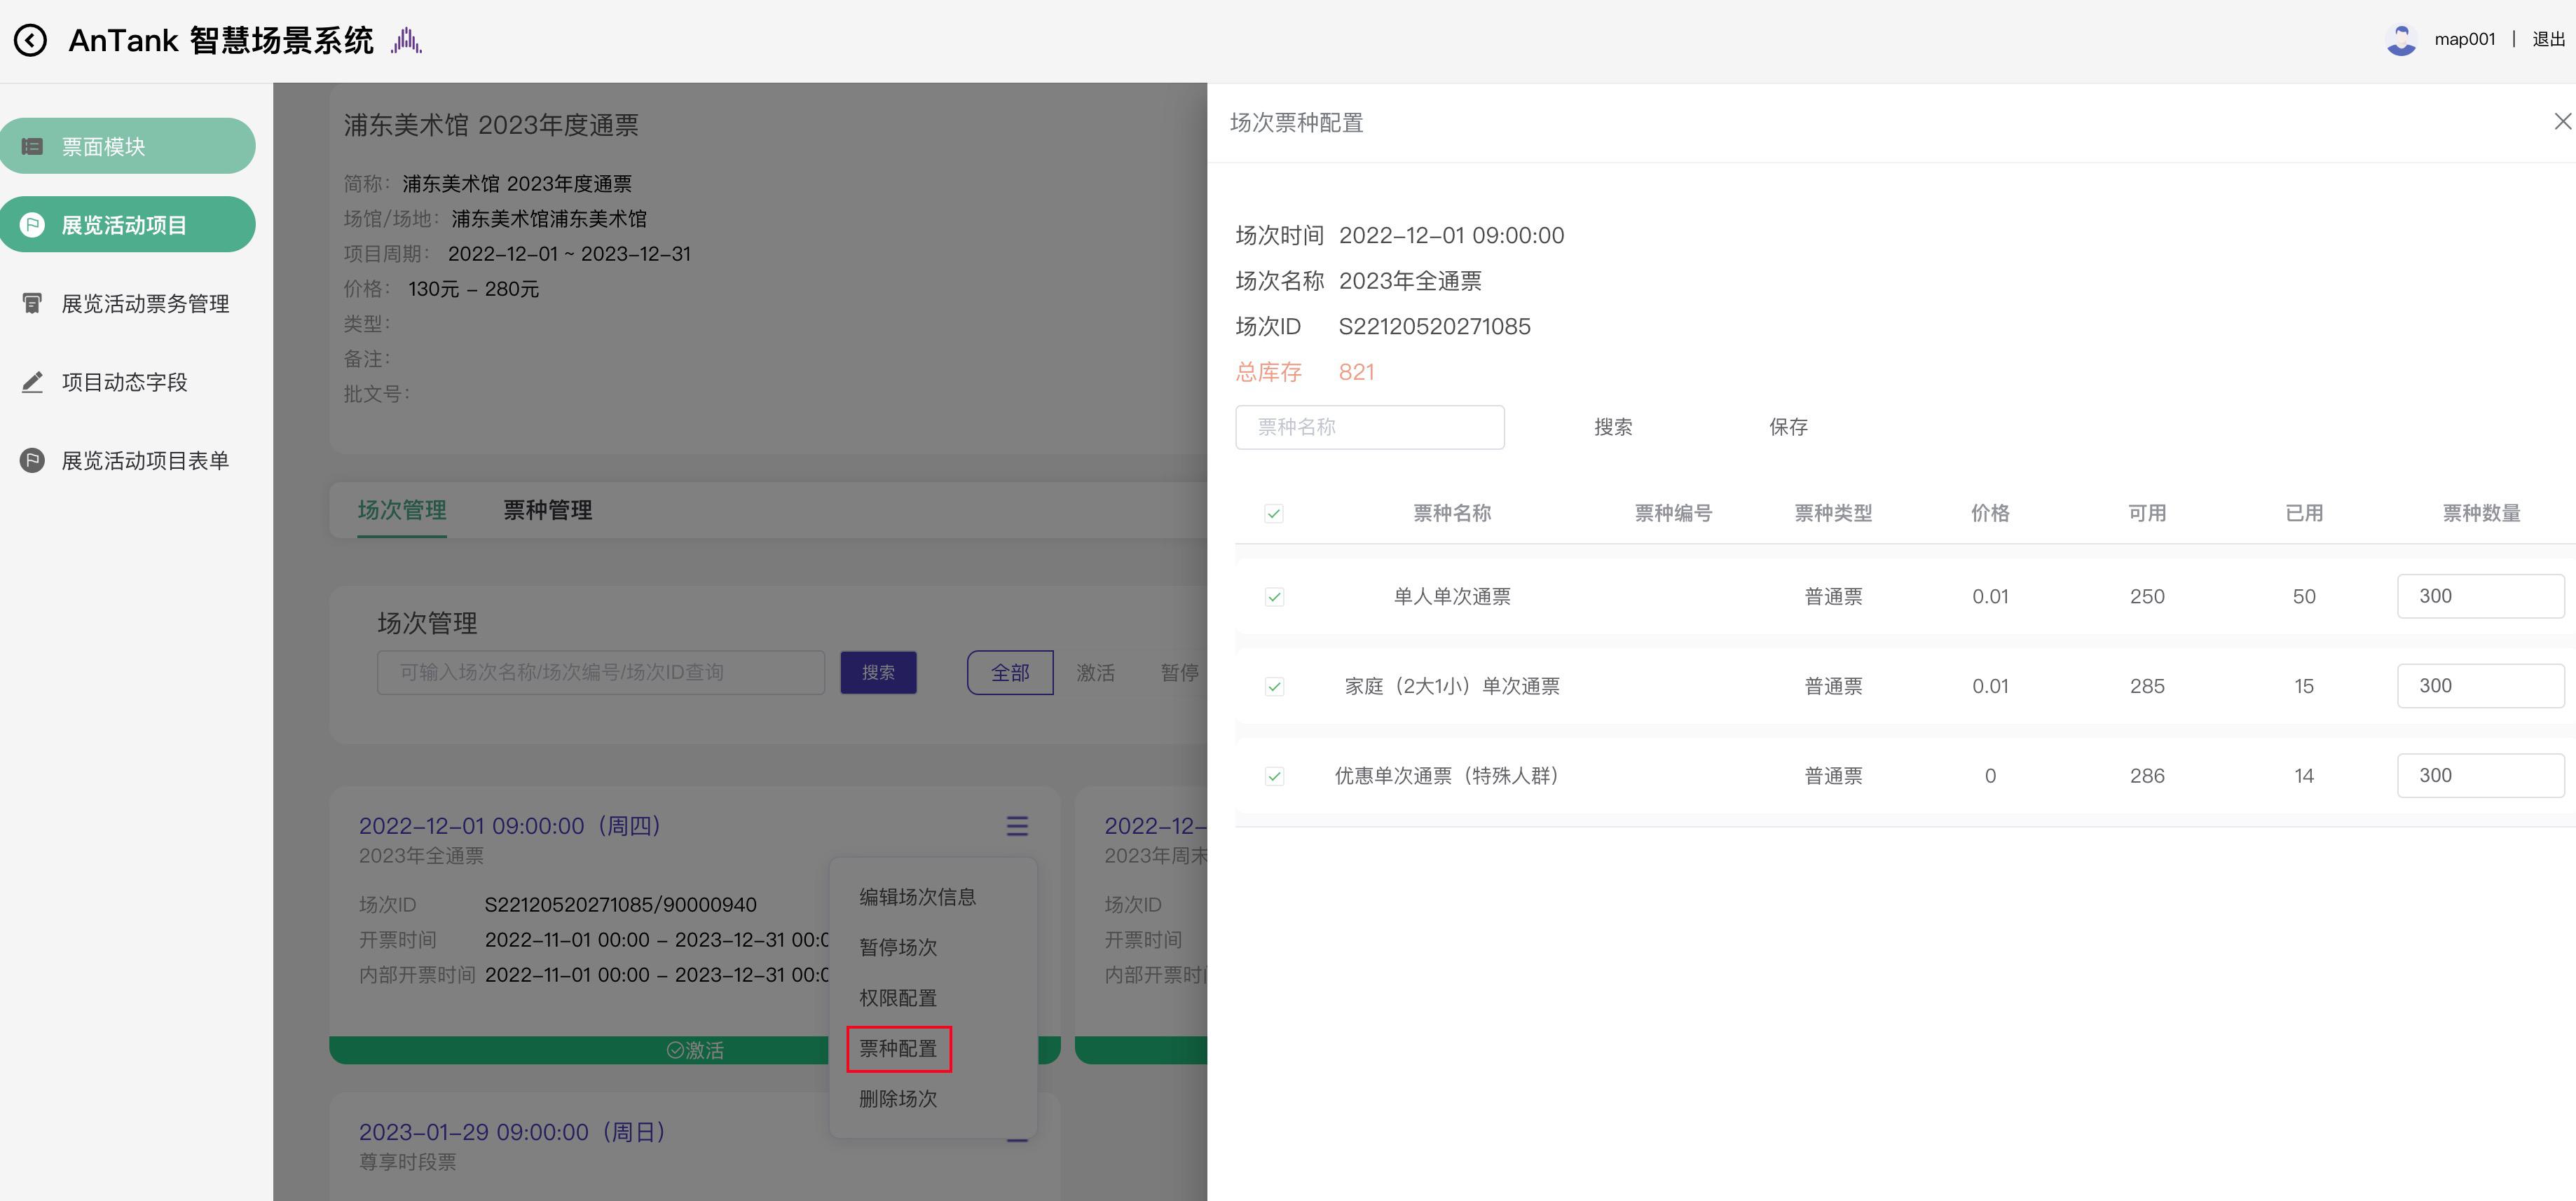 AnTank 智慧场景系统
map001 | 退出
票面模块
展览活动项目
展览活动票务管理
项目动态字段
展览活动项目表单
浦东美术馆 2023年度通票
简称： 浦东美术馆 2023年度通票
场馆/场地： 浦东美术馆浦东美术馆
项目周期： 2022-12-01 ~ 2023-12-31
价格： 130元 - 280元
类型：
备注：
批文号：
场次管理 票种管理
场次管理
可输入场次名称/场次编号/场次ID查询 搜索 全部 激活 暂停
2022-12-01 09:00:00（周四）
2023年全通票
场次ID S22120520271085/90000940
开票时间 2022-11-01 00:00 - 2023-12-31 00:0
内部开票时间 2022-11-01 00:00 - 2023-12-31 00:0
激活
编辑场次信息
暂停场次
权限配置
票种配置
删除场次
2022-12-
2023年周末
场次ID
开票时间
内部开票时
2023-01-29 09:00:00（周日）
尊享时段票
场次票种配置
场次时间 2022-12-01 09:00:00
场次名称 2023年全通票
场次ID S22120520271085
总库存 821
票种名称 搜索 保存
票种名称 票种编号 票种类型 价格 可用 已用 票种数量
单人单次通票 普通票 0.01 250 50 300
家庭（2大1小）单次通票 普通票 0.01 285 15 300
优惠单次通票（特殊人群） 普通票 0 286 14 300